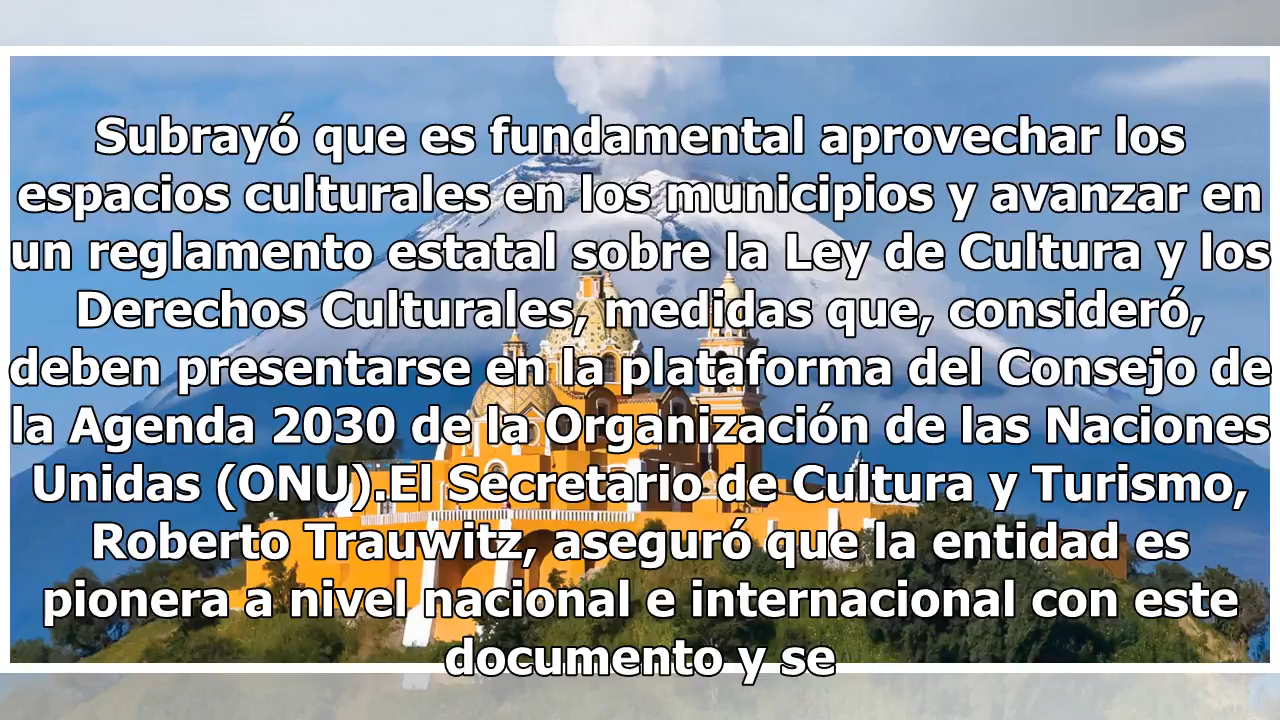 Subrayó que es fundamental aprovechar los
espacios culturales en los municipios y avanzar en
un reglamento estatal sobre la Ley de Cultura y los
Derechos Culturales, medidas que, consideró,
deben presentarse en la plataforma del Consejo de
la Agenda 2030 de la Organización de las Naciones
Unidas (ONU).El Secretario de Cultura y Turismo,
Roberto Trauwitz, aseguró que la entidad es
pionera a nivel nacional e internacional con este
documento y se